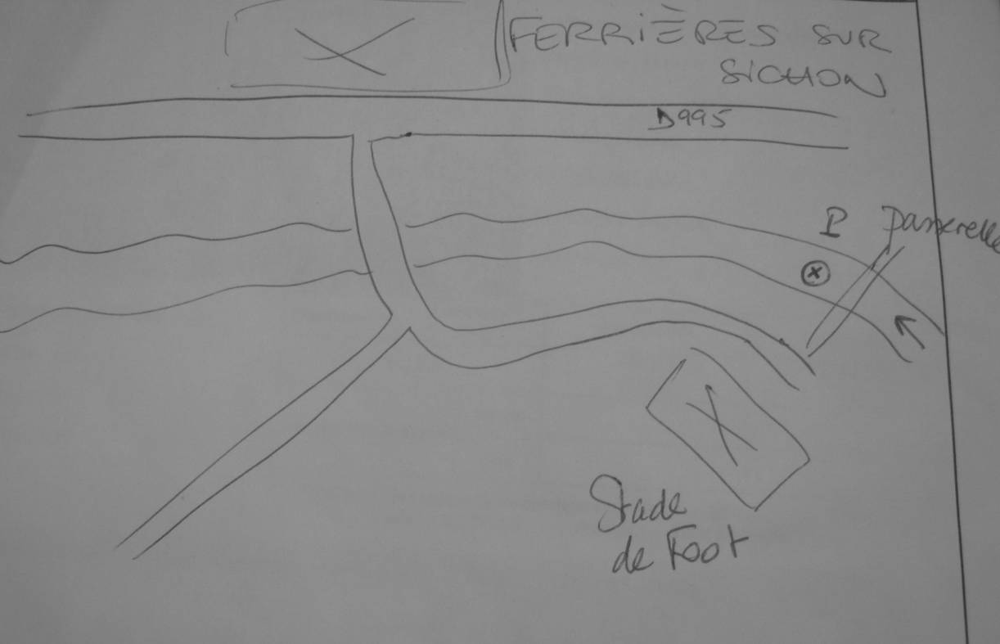 FERRIÈRES SUR
SICHON
D995
P
Passerelle
Stade
de Foot